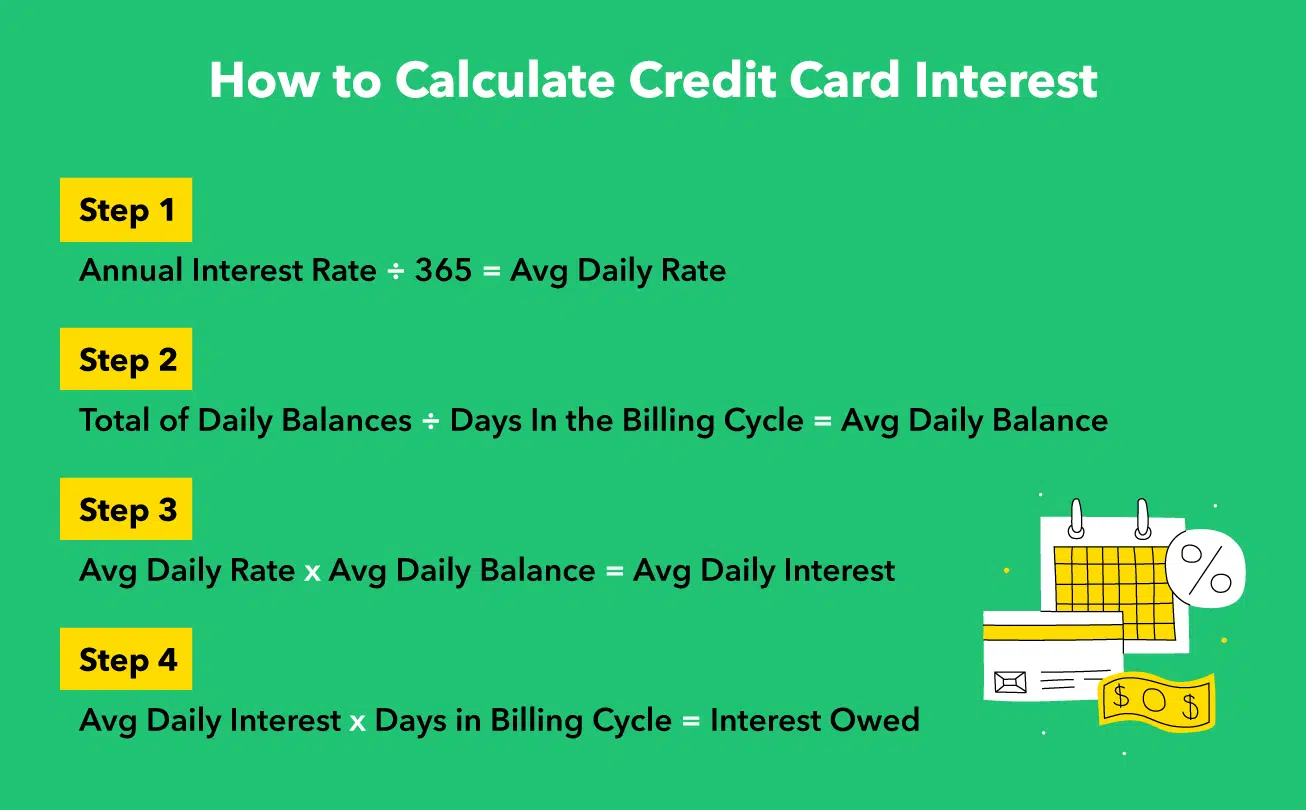 How to Calculate Credit Card Interest
Step 1
Annual Interest Rate ÷ 365 = Avg Daily Rate
Step 2
Total of Daily Balances ÷ Days In the Billing Cycle = Avg Daily Balance
Step 3
Avg Daily Rate x Avg Daily Balance = Avg Daily Interest
Step 4
Avg Daily Interest x Days in Billing Cycle = Interest Owed
%
$ O $